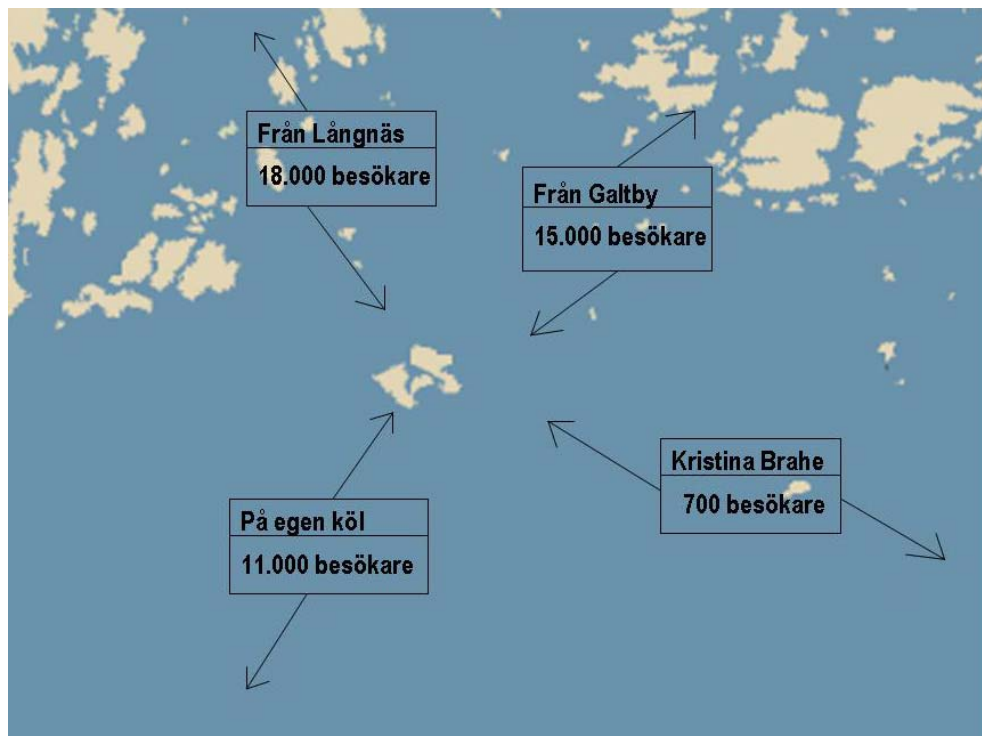 Från Långnäs
18.000 besökare
Från Galtby
15.000 besökare
Kristina Brahe
700 besökare
På egen köl
11.000 besökare